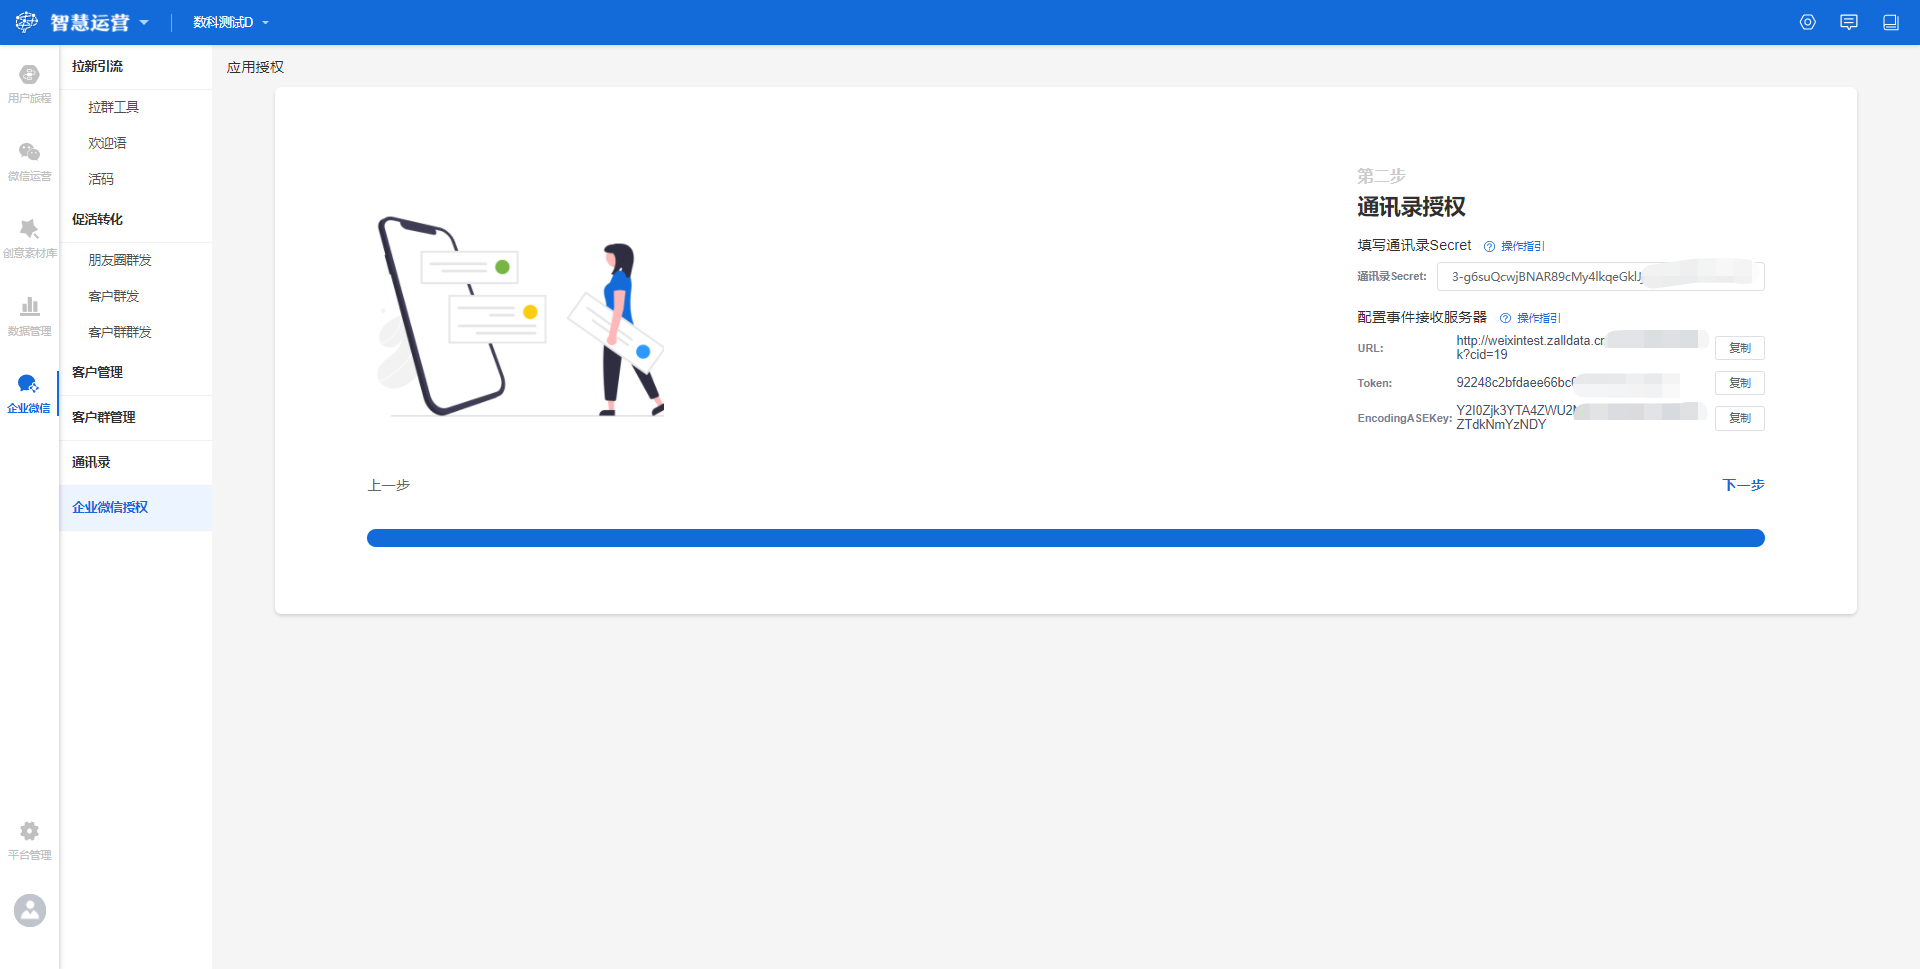 智慧运营
数科测试D
用户旅程
微信运营
创意素材库
数据管理
企业微信
平台管理
拉新引流
拉群工具
欢迎语
活码
促活转化
朋友圈群发
客户群发
客户群群发
客户管理
客户群管理
通讯录
企业微信授权
应用授权
第二步
通讯录授权
填写通讯录Secret 操作指引
通讯录Secret: 3-g6suQcwjBNAR89cMy4lkqeGklJ
配置事件接收服务器 操作指引
URL: http://weixintest.zalldata.cr 复制
k?cid=19
Token: 92248c2bfdaee66bc 复制
EncodingASEKey: Y2I0Zjk3YTA4ZWU2 复制
ZTdkNmYzNDY
上一步 下一步